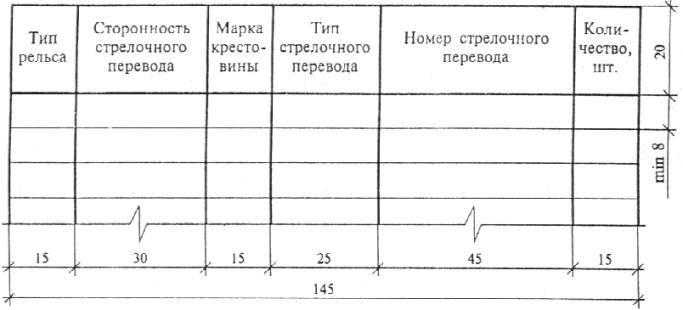 Тип
рельса
Сторонность
стрелочного
перевода
Марка
кресто-
вины
Тип
стрелочного
перевода
Номер стрелочного
перевода
Коли-
чество,
шт.
20
min 8
15
30
15
25
45
15
145